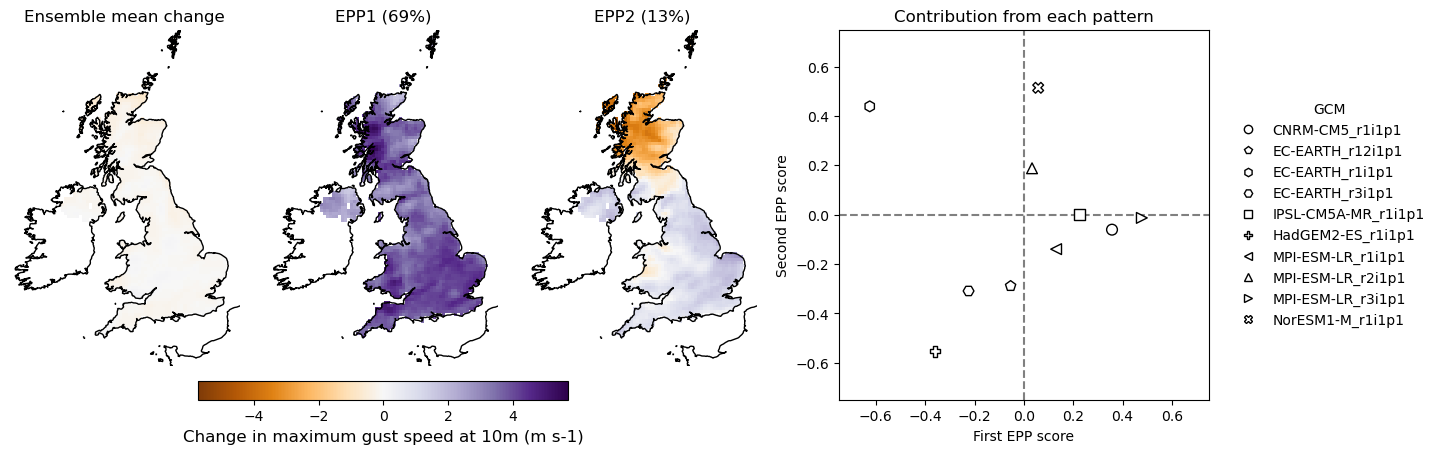 Ensemble mean change
EPP1 (69%)
EPP2 (13%)
−4 −2 0 2 4
Change in maximum gust speed at 10m (m s-1)
Contribution from each pattern
Second EPP score
0.6
0.4
0.2
0.0
−0.2
−0.4
−0.6
−0.6 −0.4 −0.2 0.0 0.2 0.4 0.6
First EPP score
GCM
CNRM-CM5_r1i1p1
EC-EARTH_r12i1p1
EC-EARTH_r1i1p1
EC-EARTH_r3i1p1
IPSL-CM5A-MR_r1i1p1
HadGEM2-ES_r1i1p1
MPI-ESM-LR_r1i1p1
MPI-ESM-LR_r2i1p1
MPI-ESM-LR_r3i1p1
NorESM1-M_r1i1p1